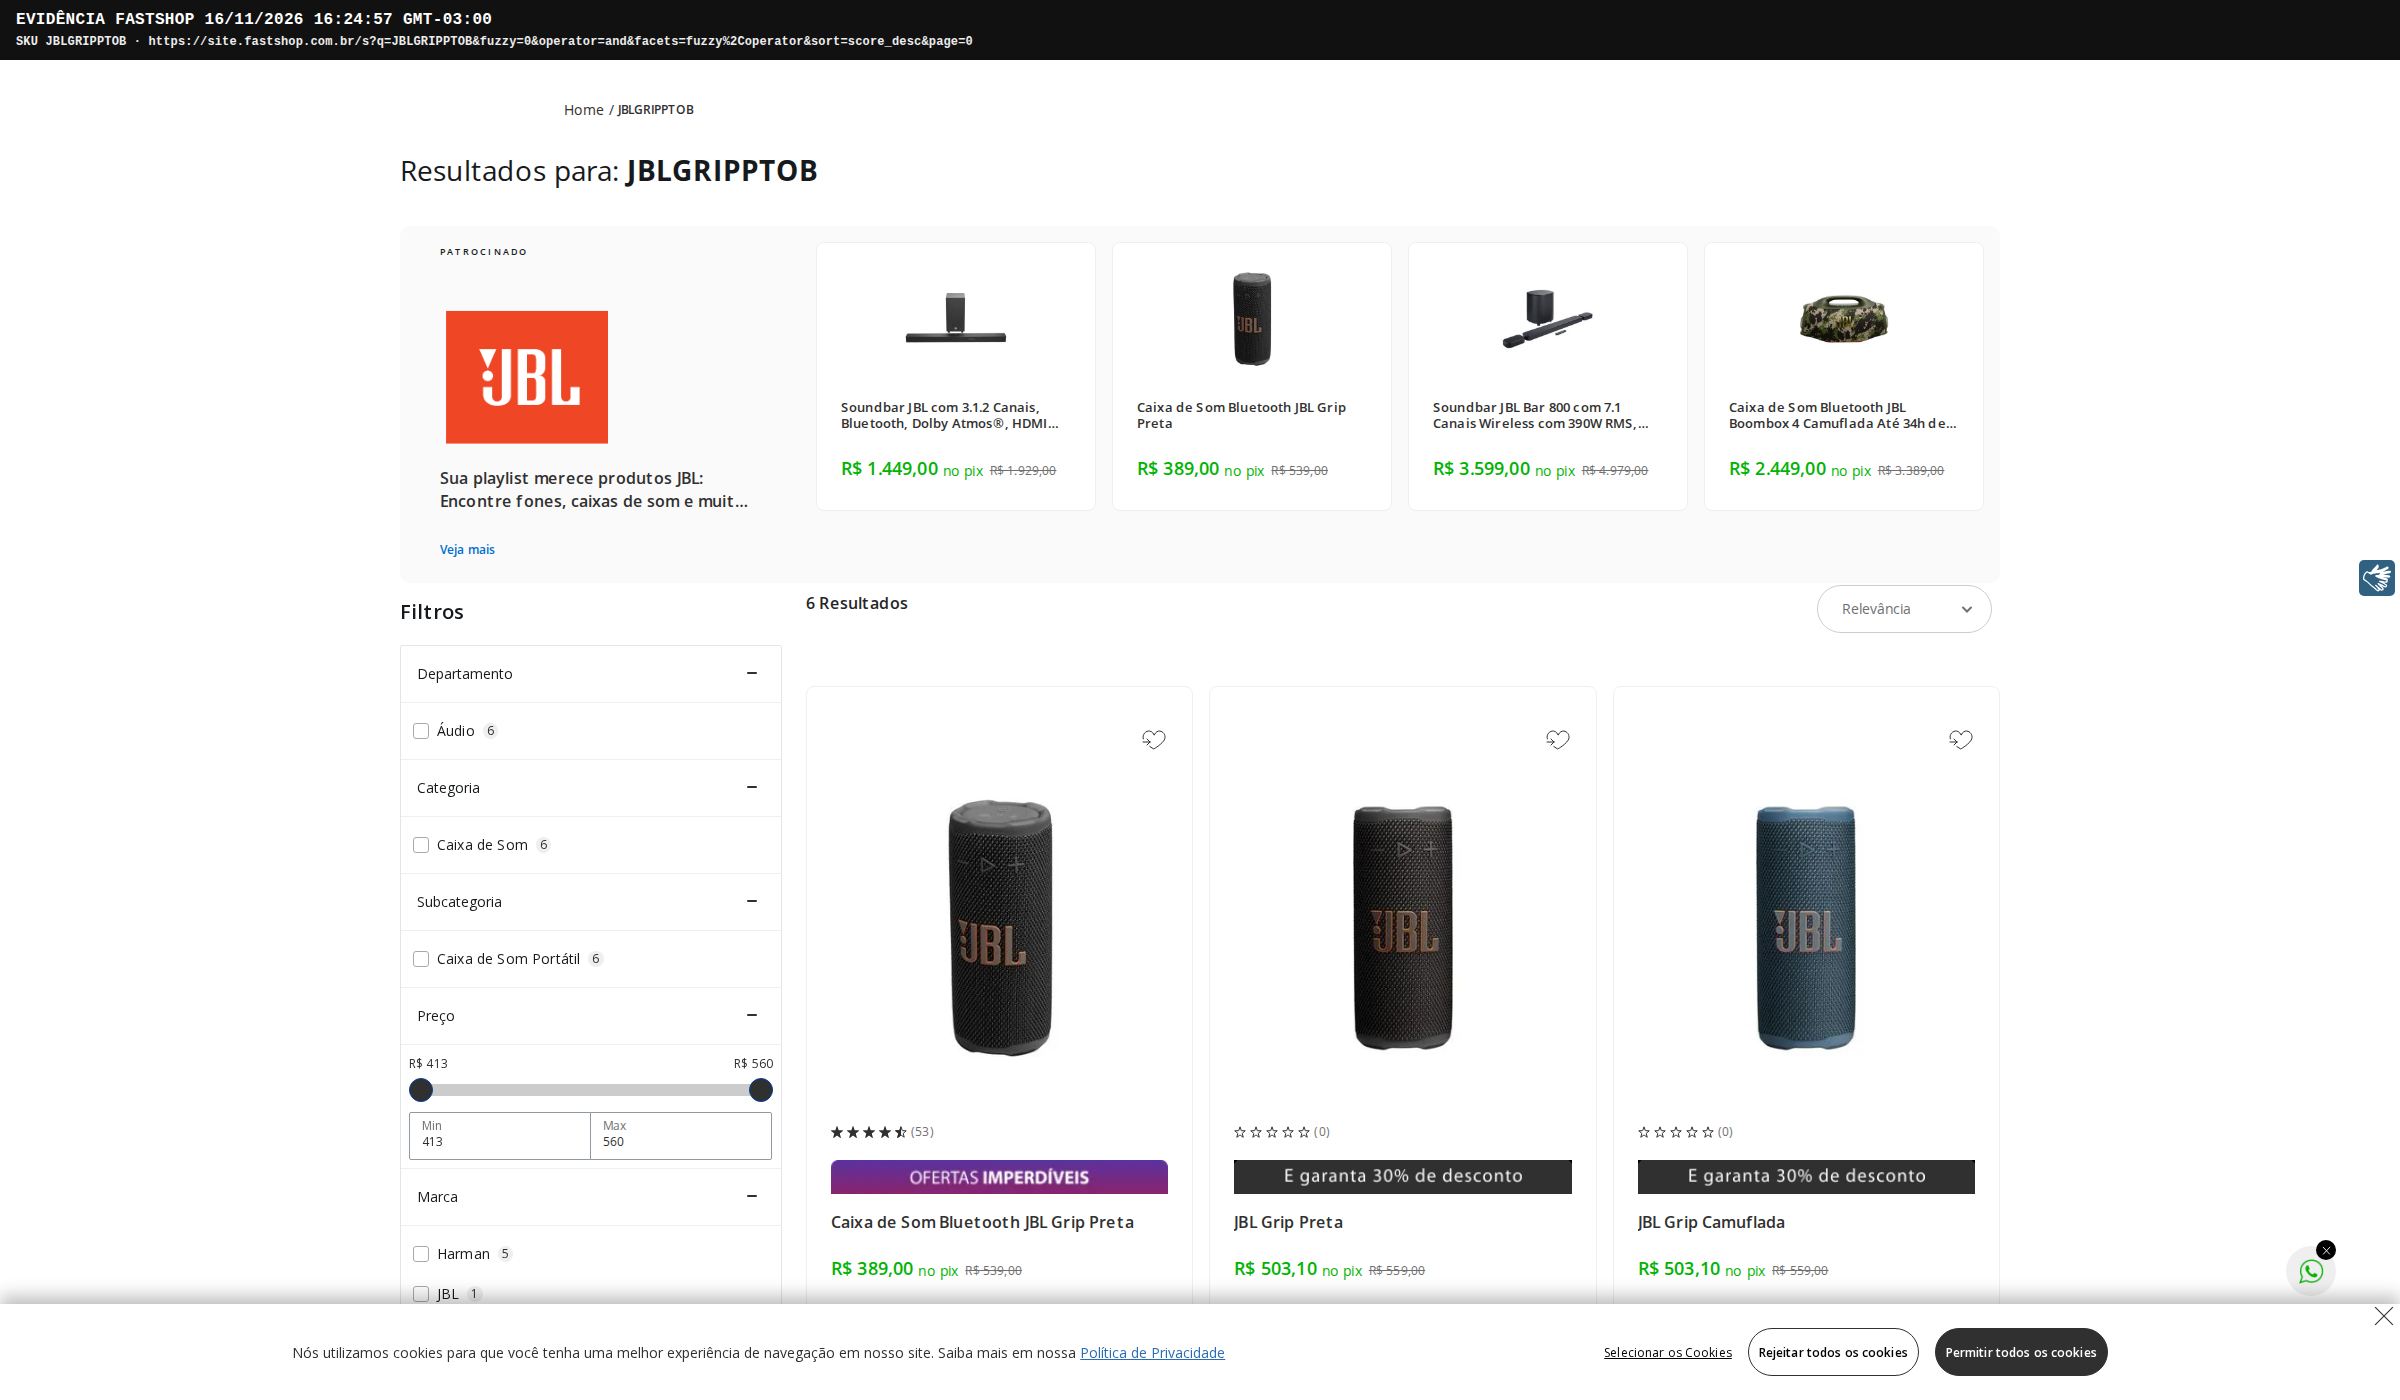 EVIDÊNCIA FASTSHOP 16/11/2026 16:24:57 GMT-03:00
SKU JBLGRIPPTOB · https://site.fastshop.com.br/s?q=JBLGRIPPTOB&fuzzy=0&operator=and&facets=fuzzy%2Coperator&sort=score_desc&page=0
Home / JBLGRIPPTOB
Resultados para: JBLGRIPPTOB
PATROCINADO
JBL
Sua playlist merece produtos JBL:
Encontre fones, caixas de som e muit...
Veja mais
Soundbar JBL com 3.1.2 Canais,
Bluetooth, Dolby Atmos®, HDMI...
R$ 1.449,00 no pix R$ 1.929,00
JBL
Caixa de Som Bluetooth JBL Grip
Preta
R$ 389,00 no pix R$ 539,00
Soundbar JBL Bar 800 com 7.1
Canais Wireless com 390W RMS,...
R$ 3.599,00 no pix R$ 4.979,00
JBL
Caixa de Som Bluetooth JBL
Boombox 4 Camuflada Até 34h de...
R$ 2.449,00 no pix R$ 3.389,00
Filtros
6 Resultados
Relevância
Departamento
Áudio 6
Categoria
Caixa de Som 6
Subcategoria
Caixa de Som Portátil 6
Preço
R$ 413 R$ 560
Min Max
413 560
Marca
Harman 5
JBL 1
JBL
(53)
OFERTAS IMPERDÍVEIS
Caixa de Som Bluetooth JBL Grip Preta
R$ 389,00 no pix R$ 539,00
JBL
(0)
E garanta 30% de desconto
JBL Grip Preta
R$ 503,10 no pix R$ 559,00
JBL
(0)
E garanta 30% de desconto
JBL Grip Camuflada
R$ 503,10 no pix R$ 559,00
Nós utilizamos cookies para que você tenha uma melhor experiência de navegação em nosso site. Saiba mais em nossa Política de Privacidade
Selecionar os Cookies
Rejeitar todos os cookies
Permitir todos os cookies